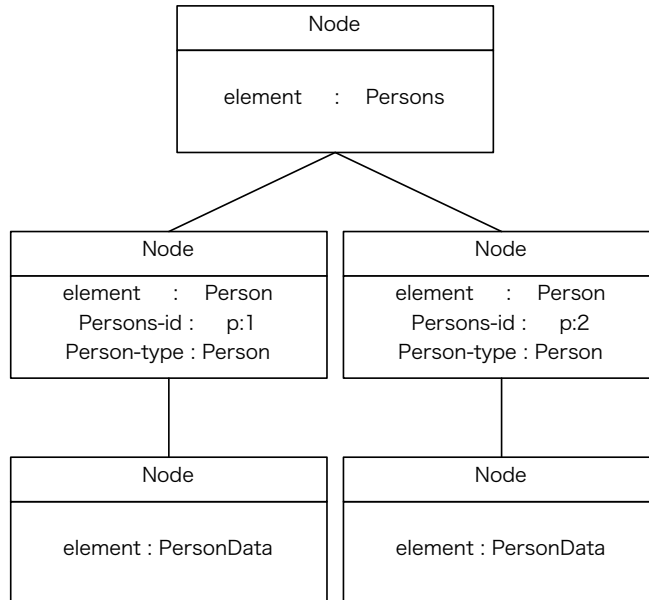 Node
element : Persons
Node
element : Person
Persons-id : p:1
Person-type : Person
Node
element : Person
Persons-id : p:2
Person-type : Person
Node
element : PersonData
Node
element : PersonData